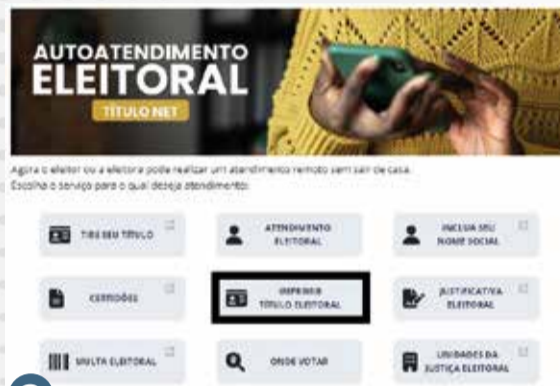 AUTOATENDIMENTO
ELEITORAL
TÍTULO NET
Agora o eleitor ou a eleitora pode realizar um atendimento remoto sem sair de casa.
Escolha o serviço para o qual deseja atendimento:
TIRE SEU TÍTULO
ATENDIMENTO
ELEITORAL
INCLUA SEU
NOME SOCIAL
CERTIDÕES
IMPRIMIR
TÍTULO ELEITORAL
JUSTIFICATIVA
ELEITORAL
MULTA ELEITORAL
ONDE VOTAR
UNIDADES DA
JUSTIÇA ELEITORAL